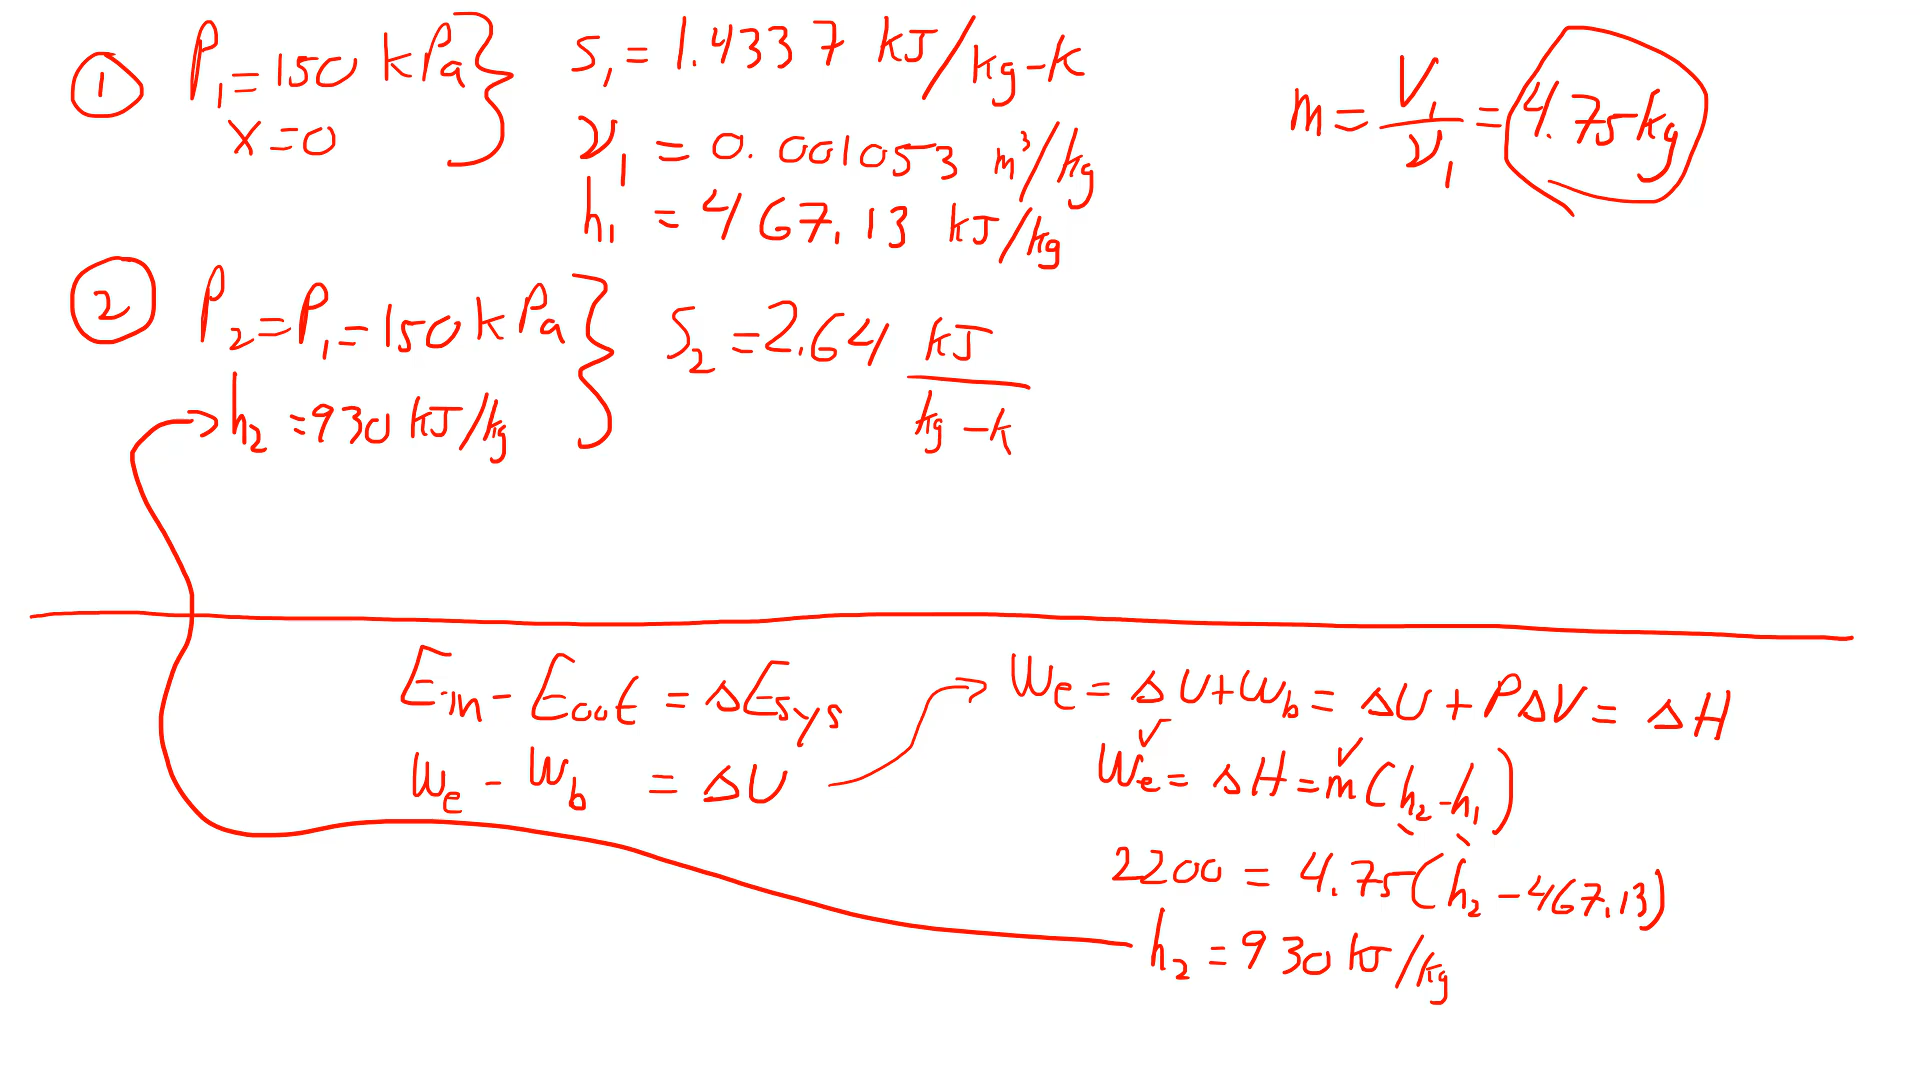 ① P₁ = 150 kPa } s₁ = 1.4337 kJ/kg-K
x = 0 ν₁ = 0.001053 m³/kg
h₁ = 467.13 kJ/kg
m = V₁/ν₁ = 4.75 kg
② P₂ = P₁ = 150 kPa } s₂ = 2.64 kJ/kg-K
h₂ = 930 kJ/kg
Ein - Eout = ΔEsys
We - Wb = ΔU
We = ΔU + Wb = ΔU + PΔV = ΔH
We = ΔH = m(h₂ - h₁)
2200 = 4.75(h₂ - 467.13)
h₂ = 930 kJ/kg